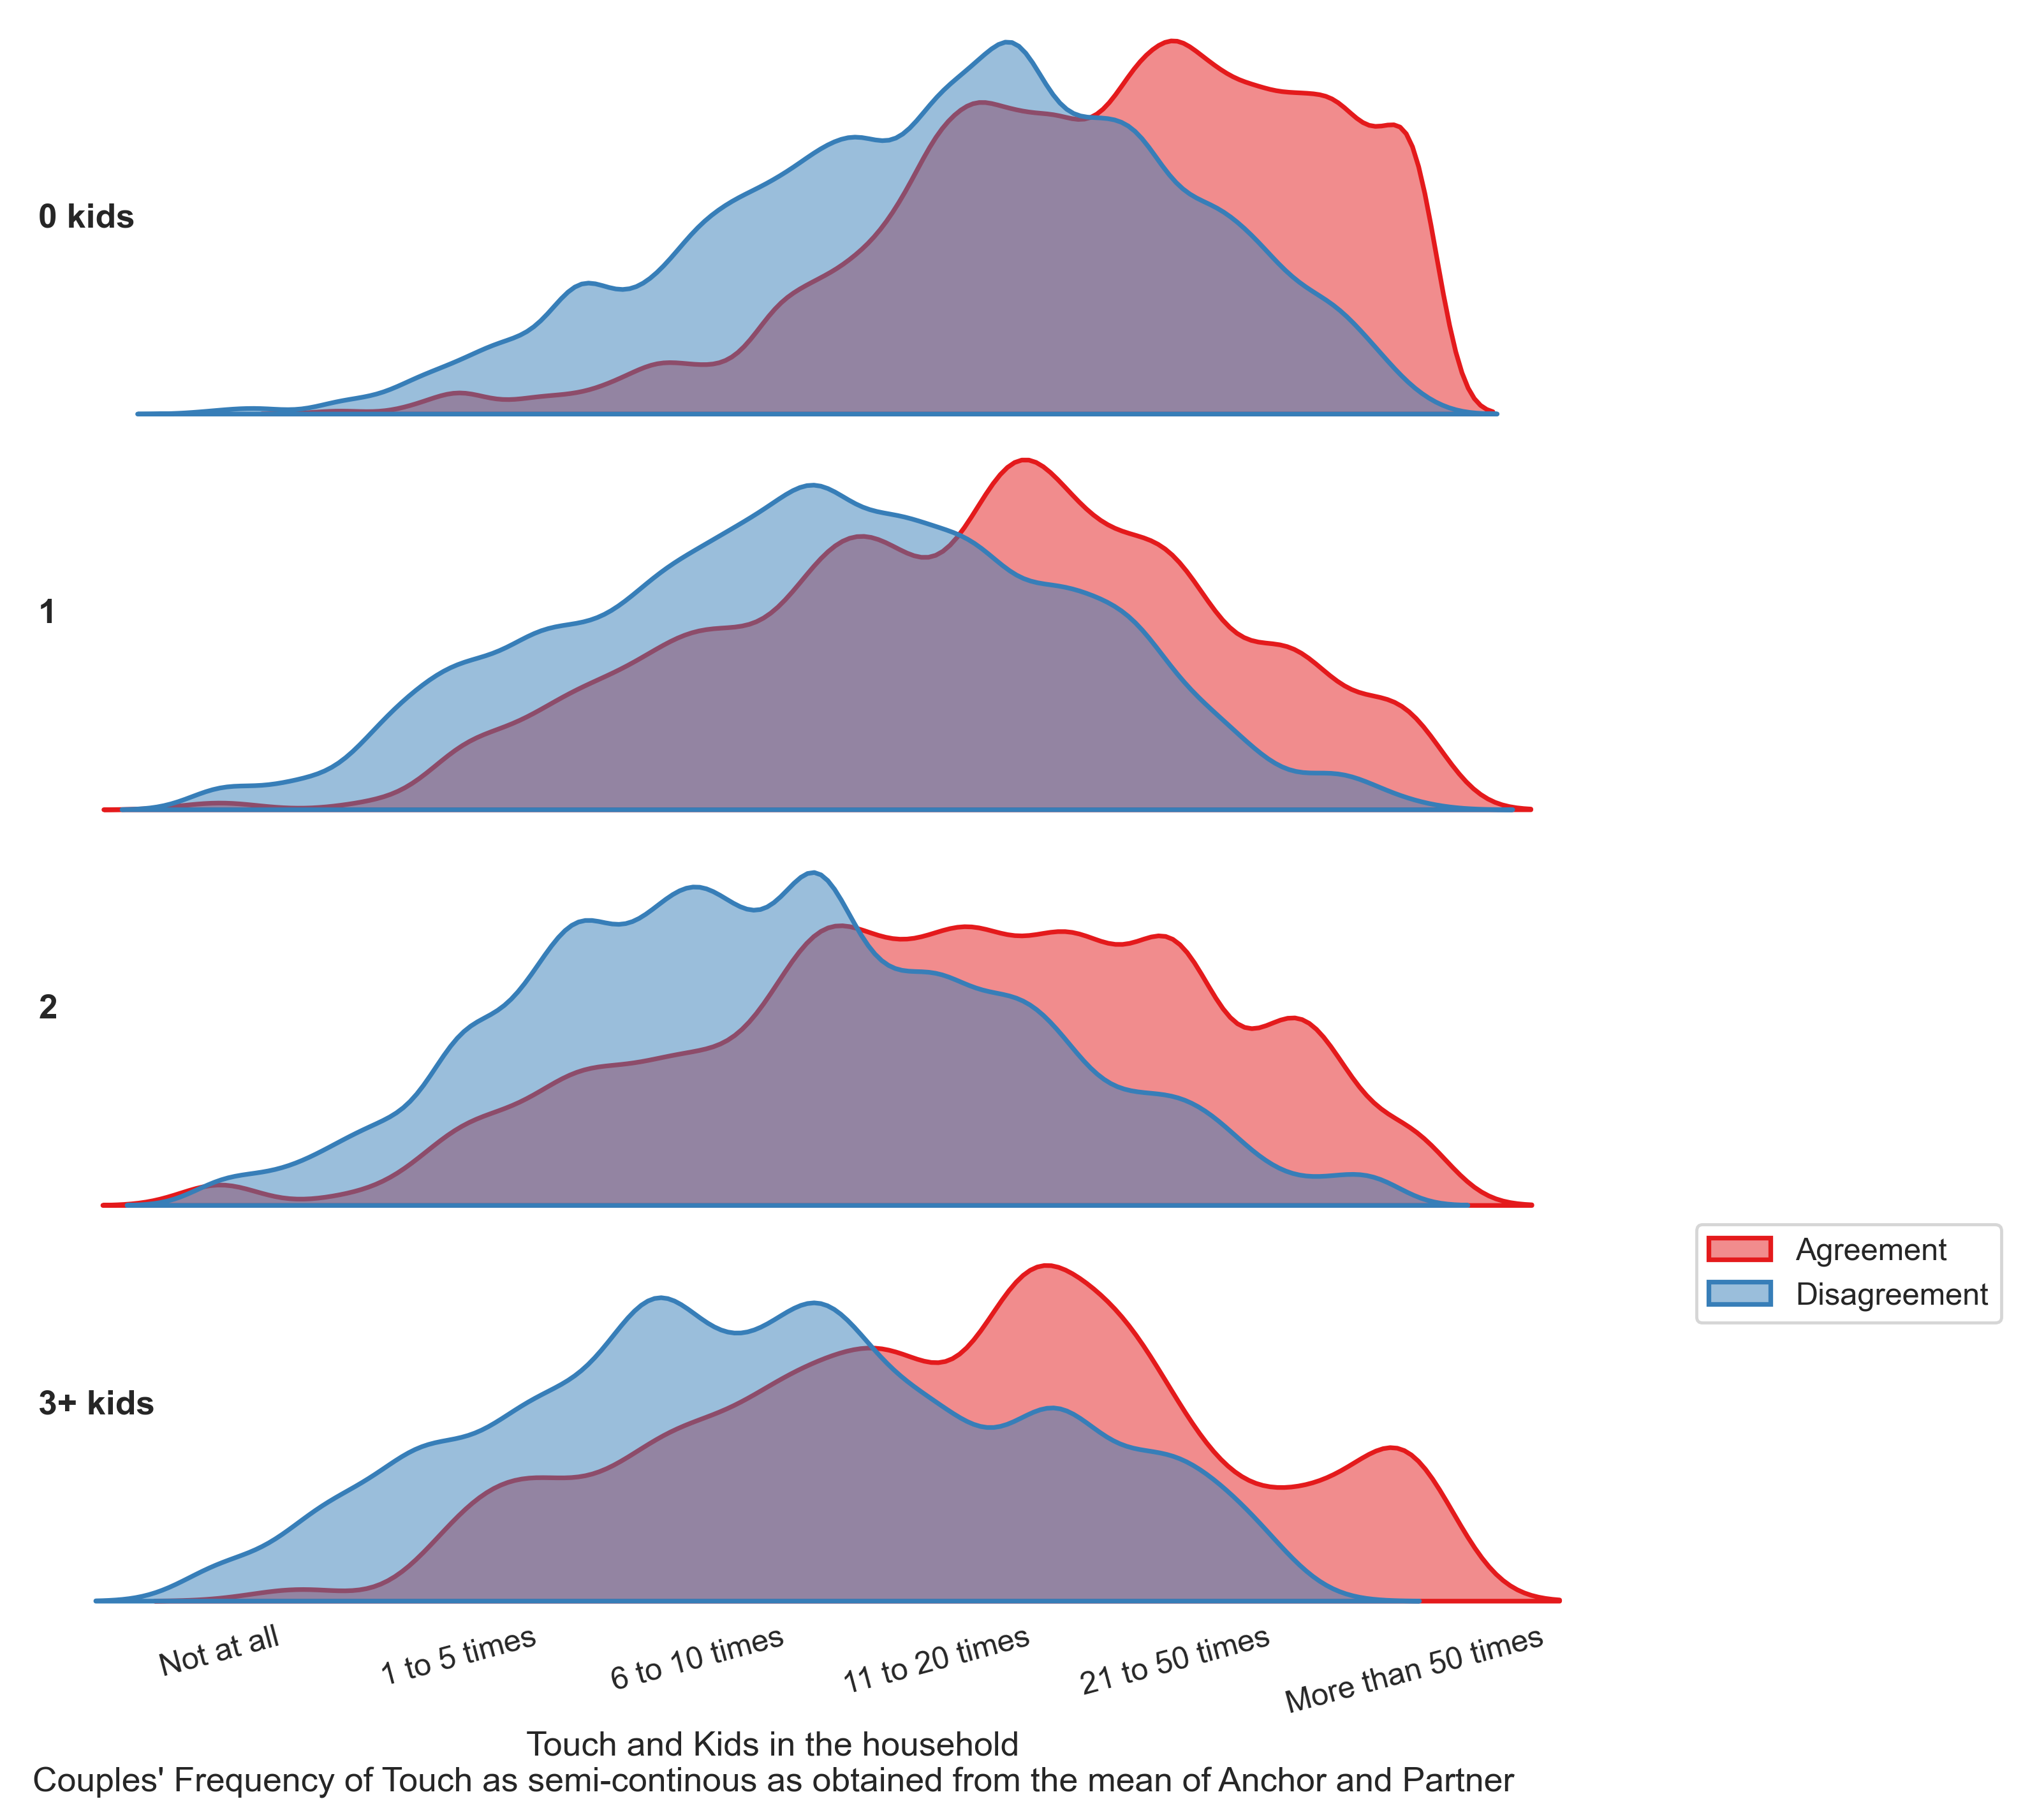 0 kids
1
2
3+ kids
Agreement
Disagreement
Not at all
1 to 5 times
6 to 10 times
11 to 20 times
21 to 50 times
More than 50 times
Touch and Kids in the household
Couples' Frequency of Touch as semi-continous as obtained from the mean of Anchor and Partner